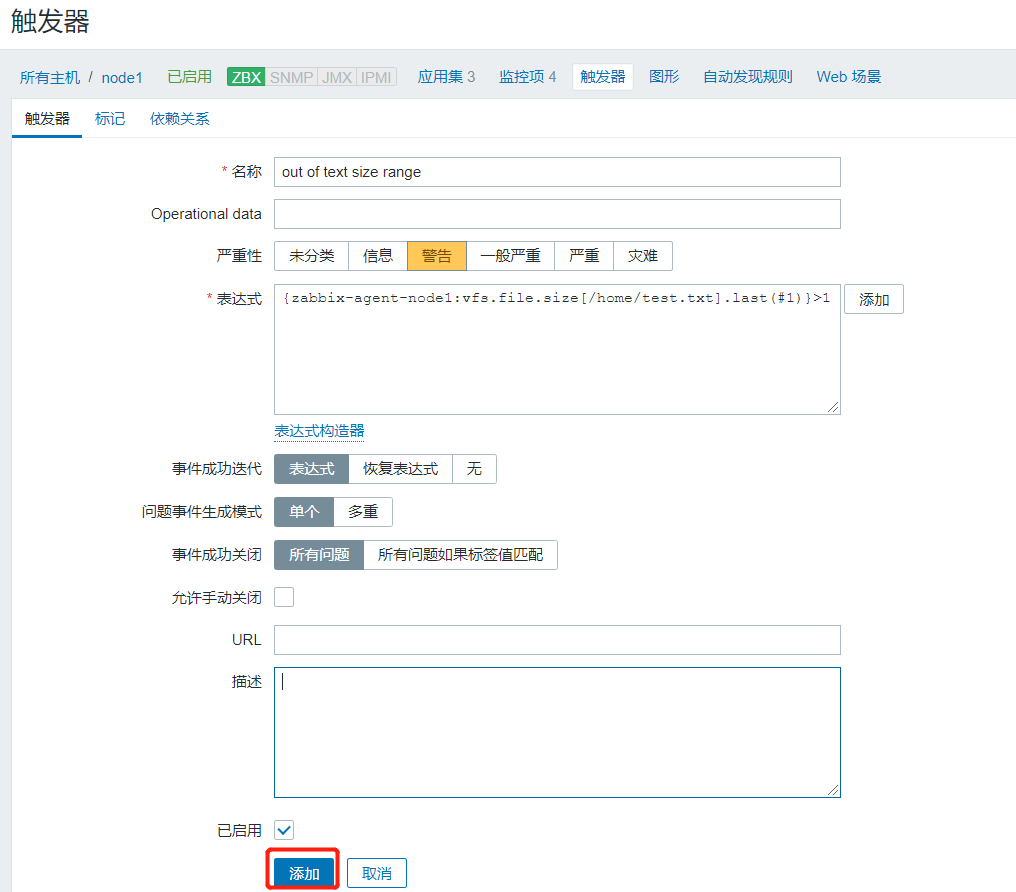 触发器
所有主机 / node1 已启用 ZBX SNMP JMX IPMI 应用集 3 监控项 4 触发器 图形 自动发现规则 Web 场景
触发器 标记 依赖关系
* 名称 out of text size range
Operational data
严重性 未分类 信息 警告 一般严重 严重 灾难
* 表达式 {zabbix-agent-node1:vfs.file.size[/home/test.txt].last(#1)}>1 添加
表达式构造器
事件成功迭代 表达式 恢复表达式 无
问题事件生成模式 单个 多重
事件成功关闭 所有问题 所有问题如果标签值匹配
允许手动关闭
URL
描述
已启用
添加 取消